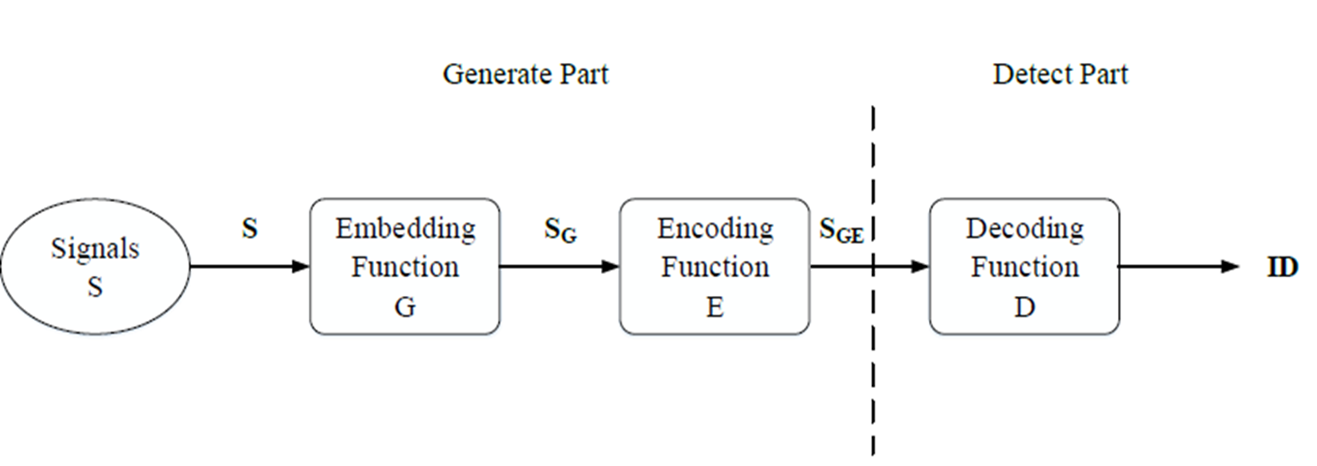 Generate Part
Detect Part
Signals
S
S
Embedding
Function
G
SG
Encoding
Function
E
SGE
Decoding
Function
D
ID